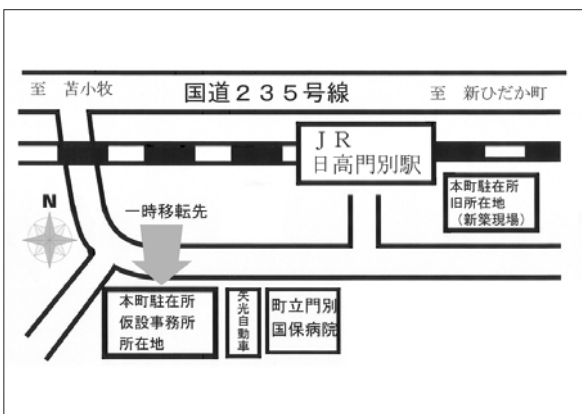 至 苫小牧
国道２３５号線
至 新ひだか町
ＪＲ
日高門別駅
本町駐在所
旧所在地
（新築現場）
N
一時移転先
本町駐在所
仮設事務所
所在地
矢光自動車
町立門別
国保病院